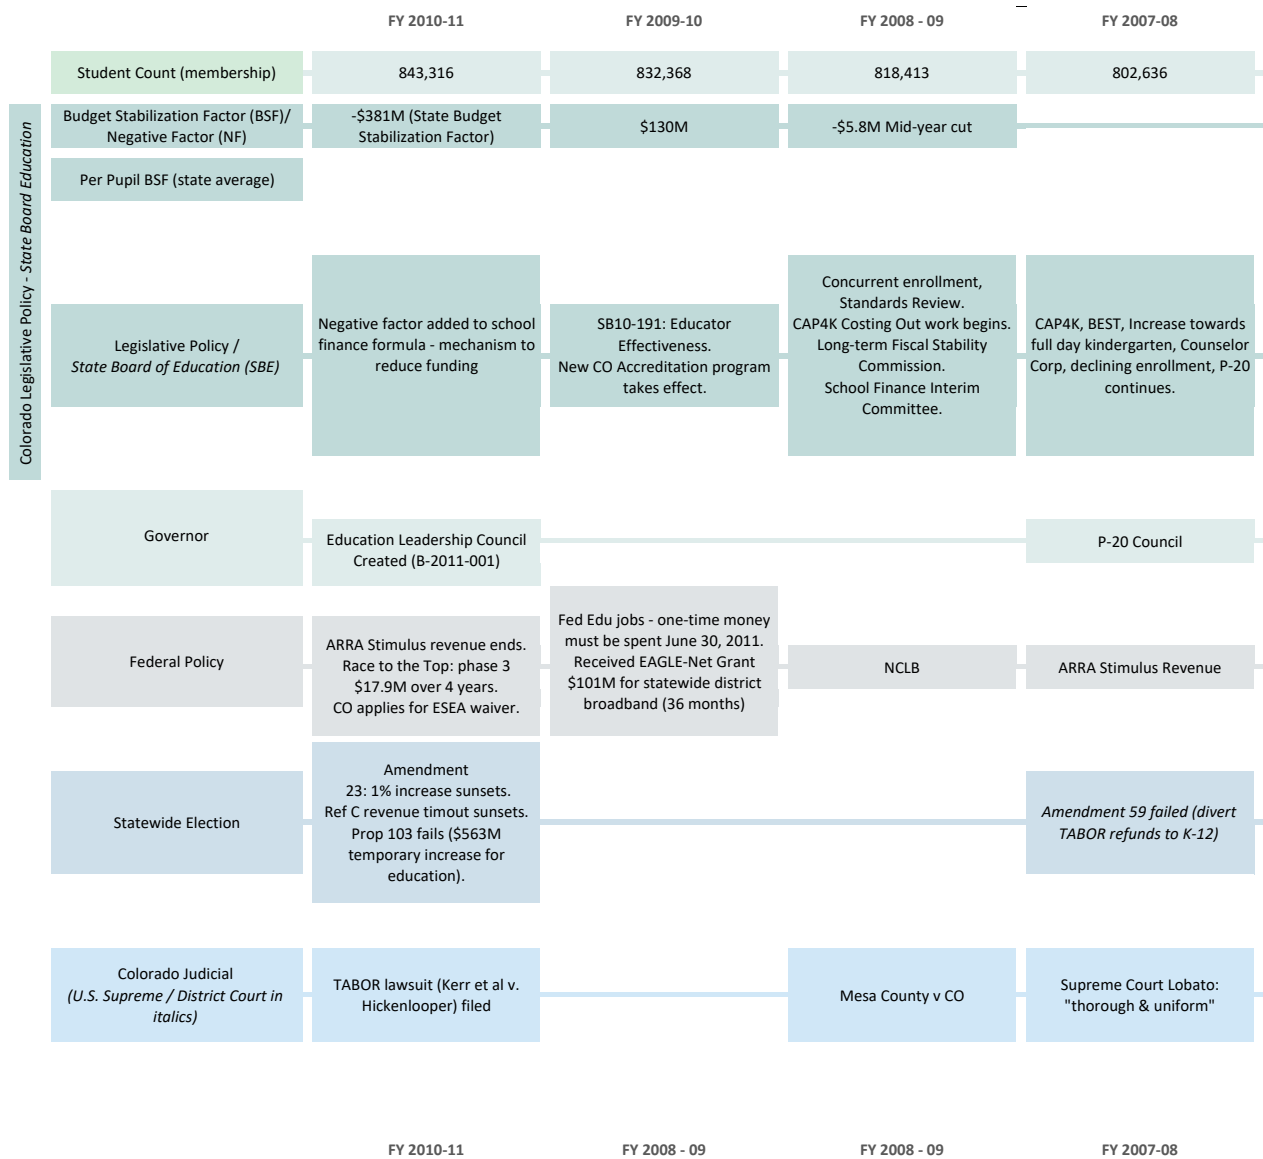 FY 2010-11
FY 2009-10
FY 2008 - 09
FY 2007-08
Student Count (membership)
843,316
832,368
818,413
802,636
Colorado Legislative Policy - State Board Education
Budget Stabilization Factor (BSF)/
Negative Factor (NF)
-$381M (State Budget
Stabilization Factor)
$130M
-$5.8M Mid-year cut
Per Pupil BSF (state average)
Legislative Policy /
State Board of Education (SBE)
Negative factor added to school
finance formula - mechanism to
reduce funding
SB10-191: Educator
Effectiveness.
New CO Accreditation program
takes effect.
Concurrent enrollment,
Standards Review.
CAP4K Costing Out work begins.
Long-term Fiscal Stability
Commission.
School Finance Interim
Committee.
CAP4K, BEST, Increase towards
full day kindergarten, Counselor
Corp, declining enrollment, P-20
continues.
Governor
Education Leadership Council
Created (B-2011-001)
P-20 Council
Federal Policy
ARRA Stimulus revenue ends.
Race to the Top: phase 3
$17.9M over 4 years.
CO applies for ESEA waiver.
Fed Edu jobs - one-time money
must be spent June 30, 2011.
Received EAGLE-Net Grant
$101M for statewide district
broadband (36 months)
NCLB
ARRA Stimulus Revenue
Statewide Election
Amendment
23: 1% increase sunsets.
Ref C revenue timout sunsets.
Prop 103 fails ($563M
temporary increase for
education).
Amendment 59 failed (divert
TABOR refunds to K-12)
Colorado Judicial
(U.S. Supreme / District Court in
italics)
TABOR lawsuit (Kerr et al v.
Hickenlooper) filed
Mesa County v CO
Supreme Court Lobato:
"thorough & uniform"
FY 2010-11
FY 2008 - 09
FY 2008 - 09
FY 2007-08